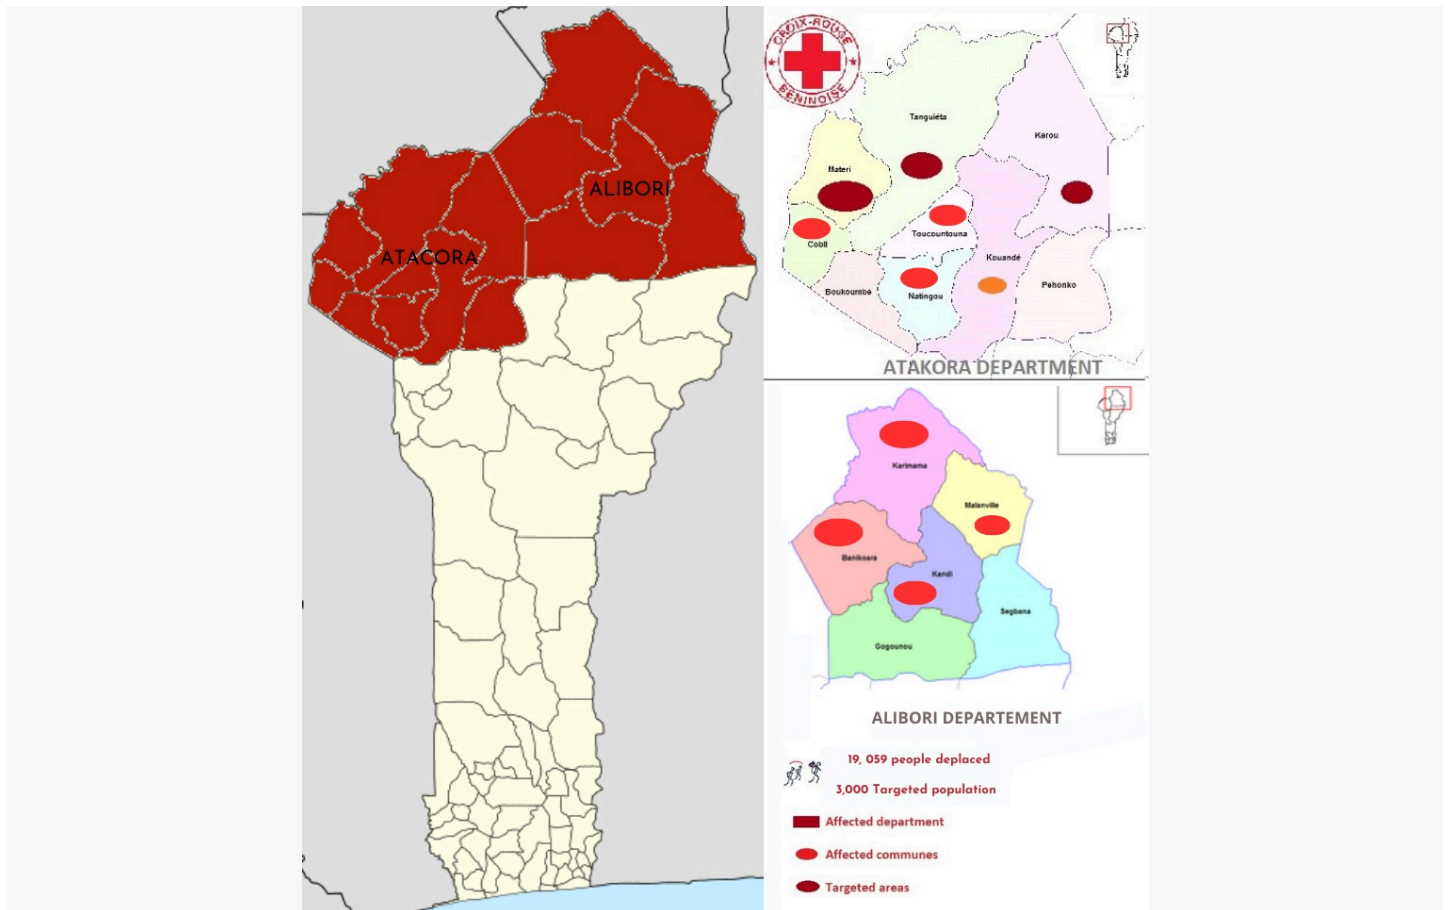 ALIBORI
ATACORA
CROIX-ROUGE
BENINOISE
Tanguiéta
Kérou
Materi
Cobli
Toucountouna
Kouandé
Boukoumbé
Natingou
Pehonko
ATAKORA DEPARTMENT
Karimama
Malanville
Banikoara
Kandi
Segbana
Gogounou
ALIBORI DEPARTEMENT
19, 059 people deplaced
3,000 Targeted population
Affected department
Affected communes
Targeted areas